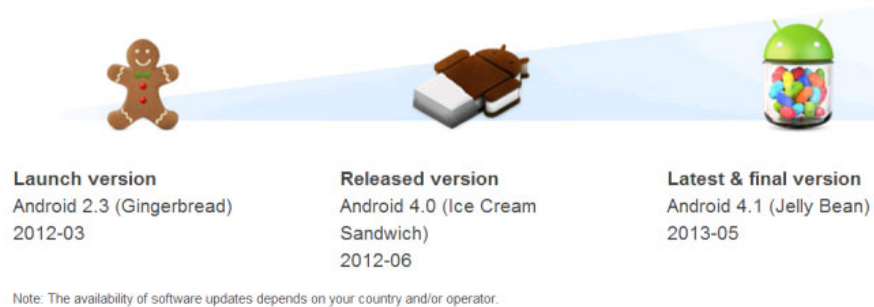 Launch version
Android 2.3 (Gingerbread)
2012-03
Released version
Android 4.0 (Ice Cream
Sandwich)
2012-06
Latest & final version
Android 4.1 (Jelly Bean)
2013-05
Note: The availability of software updates depends on your country and/or operator.